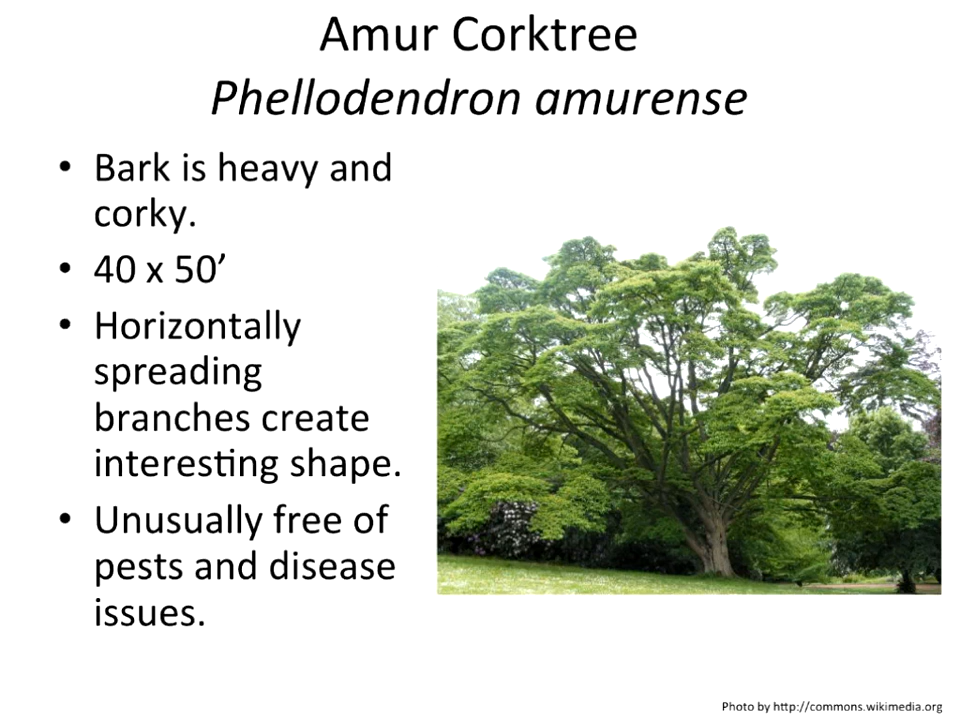 Amur Corktree
Phellodendron amurense
• Bark is heavy and
corky.
• 40 x 50’
• Horizontally
spreading
branches create
interesting shape.
• Unusually free of
pests and disease
issues.
Photo by http://commons.wikimedia.org